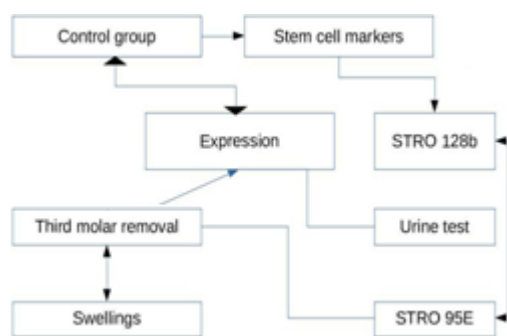 Control group
Stem cell markers
Expression
STRO 128b
Third molar removal
Urine test
Swellings
STRO 95E